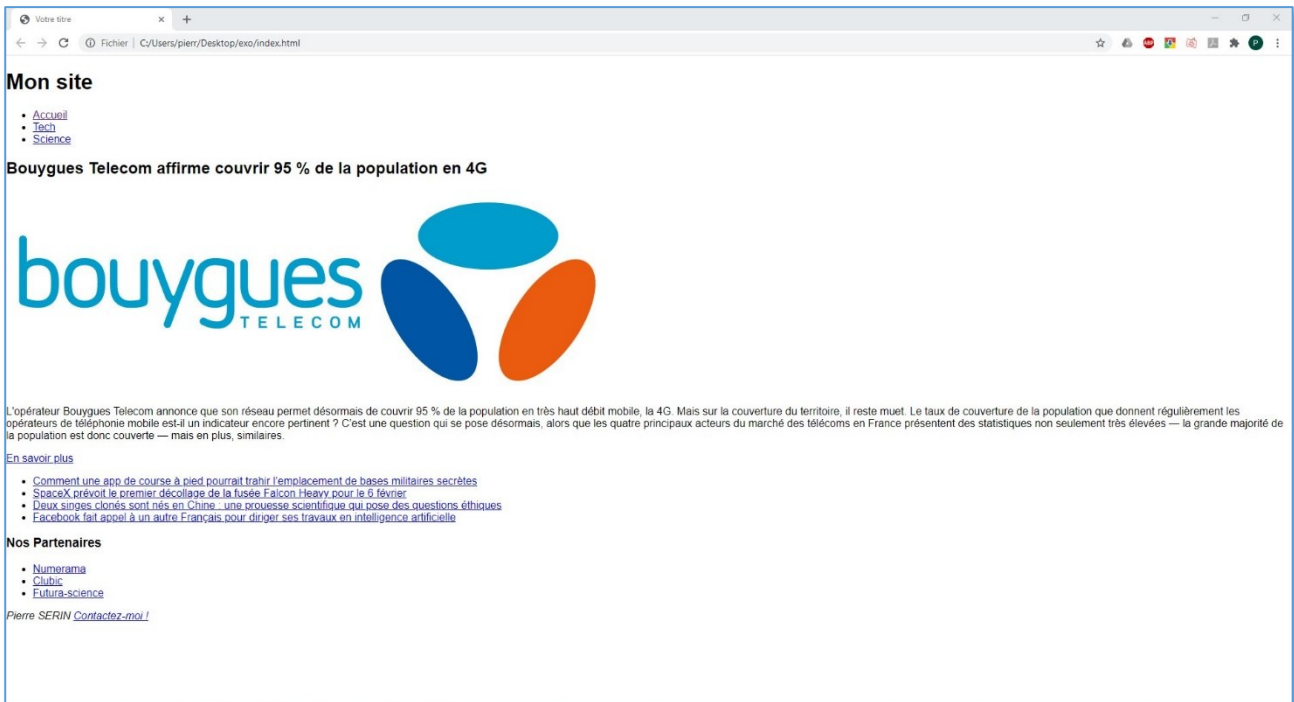 Votre titre
Fichier | C:/Users/pierr/Desktop/exo/index.html
ABP
P
Mon site
Accueil
Tech
Science
Bouygues Telecom affirme couvrir 95 % de la population en 4G
bouygues
TELECOM
L'opérateur Bouygues Telecom annonce que son réseau permet désormais de couvrir 95 % de la population en très haut débit mobile, la 4G. Mais sur la couverture du territoire, il reste muet. Le taux de couverture de la population que donnent régulièrement les
opérateurs de téléphonie mobile est-il un indicateur encore pertinent ? C'est une question qui se pose désormais, alors que les quatre principaux acteurs du marché des télécoms en France présentent des statistiques non seulement très élevées — la grande majorité de
la population est donc couverte — mais en plus, similaires.
En savoir plus
Comment une app de course à pied pourrait trahir l'emplacement de bases militaires secrètes
SpaceX prévoit le premier décollage de la fusée Falcon Heavy pour le 6 février
Deux singes clonés sont nés en Chine : une prouesse scientifique qui pose des questions éthiques
Facebook fait appel à un autre Français pour diriger ses travaux en intelligence artificielle
Nos Partenaires
Numerama
Clubic
Futura-science
Pierre SERIN Contactez-moi !